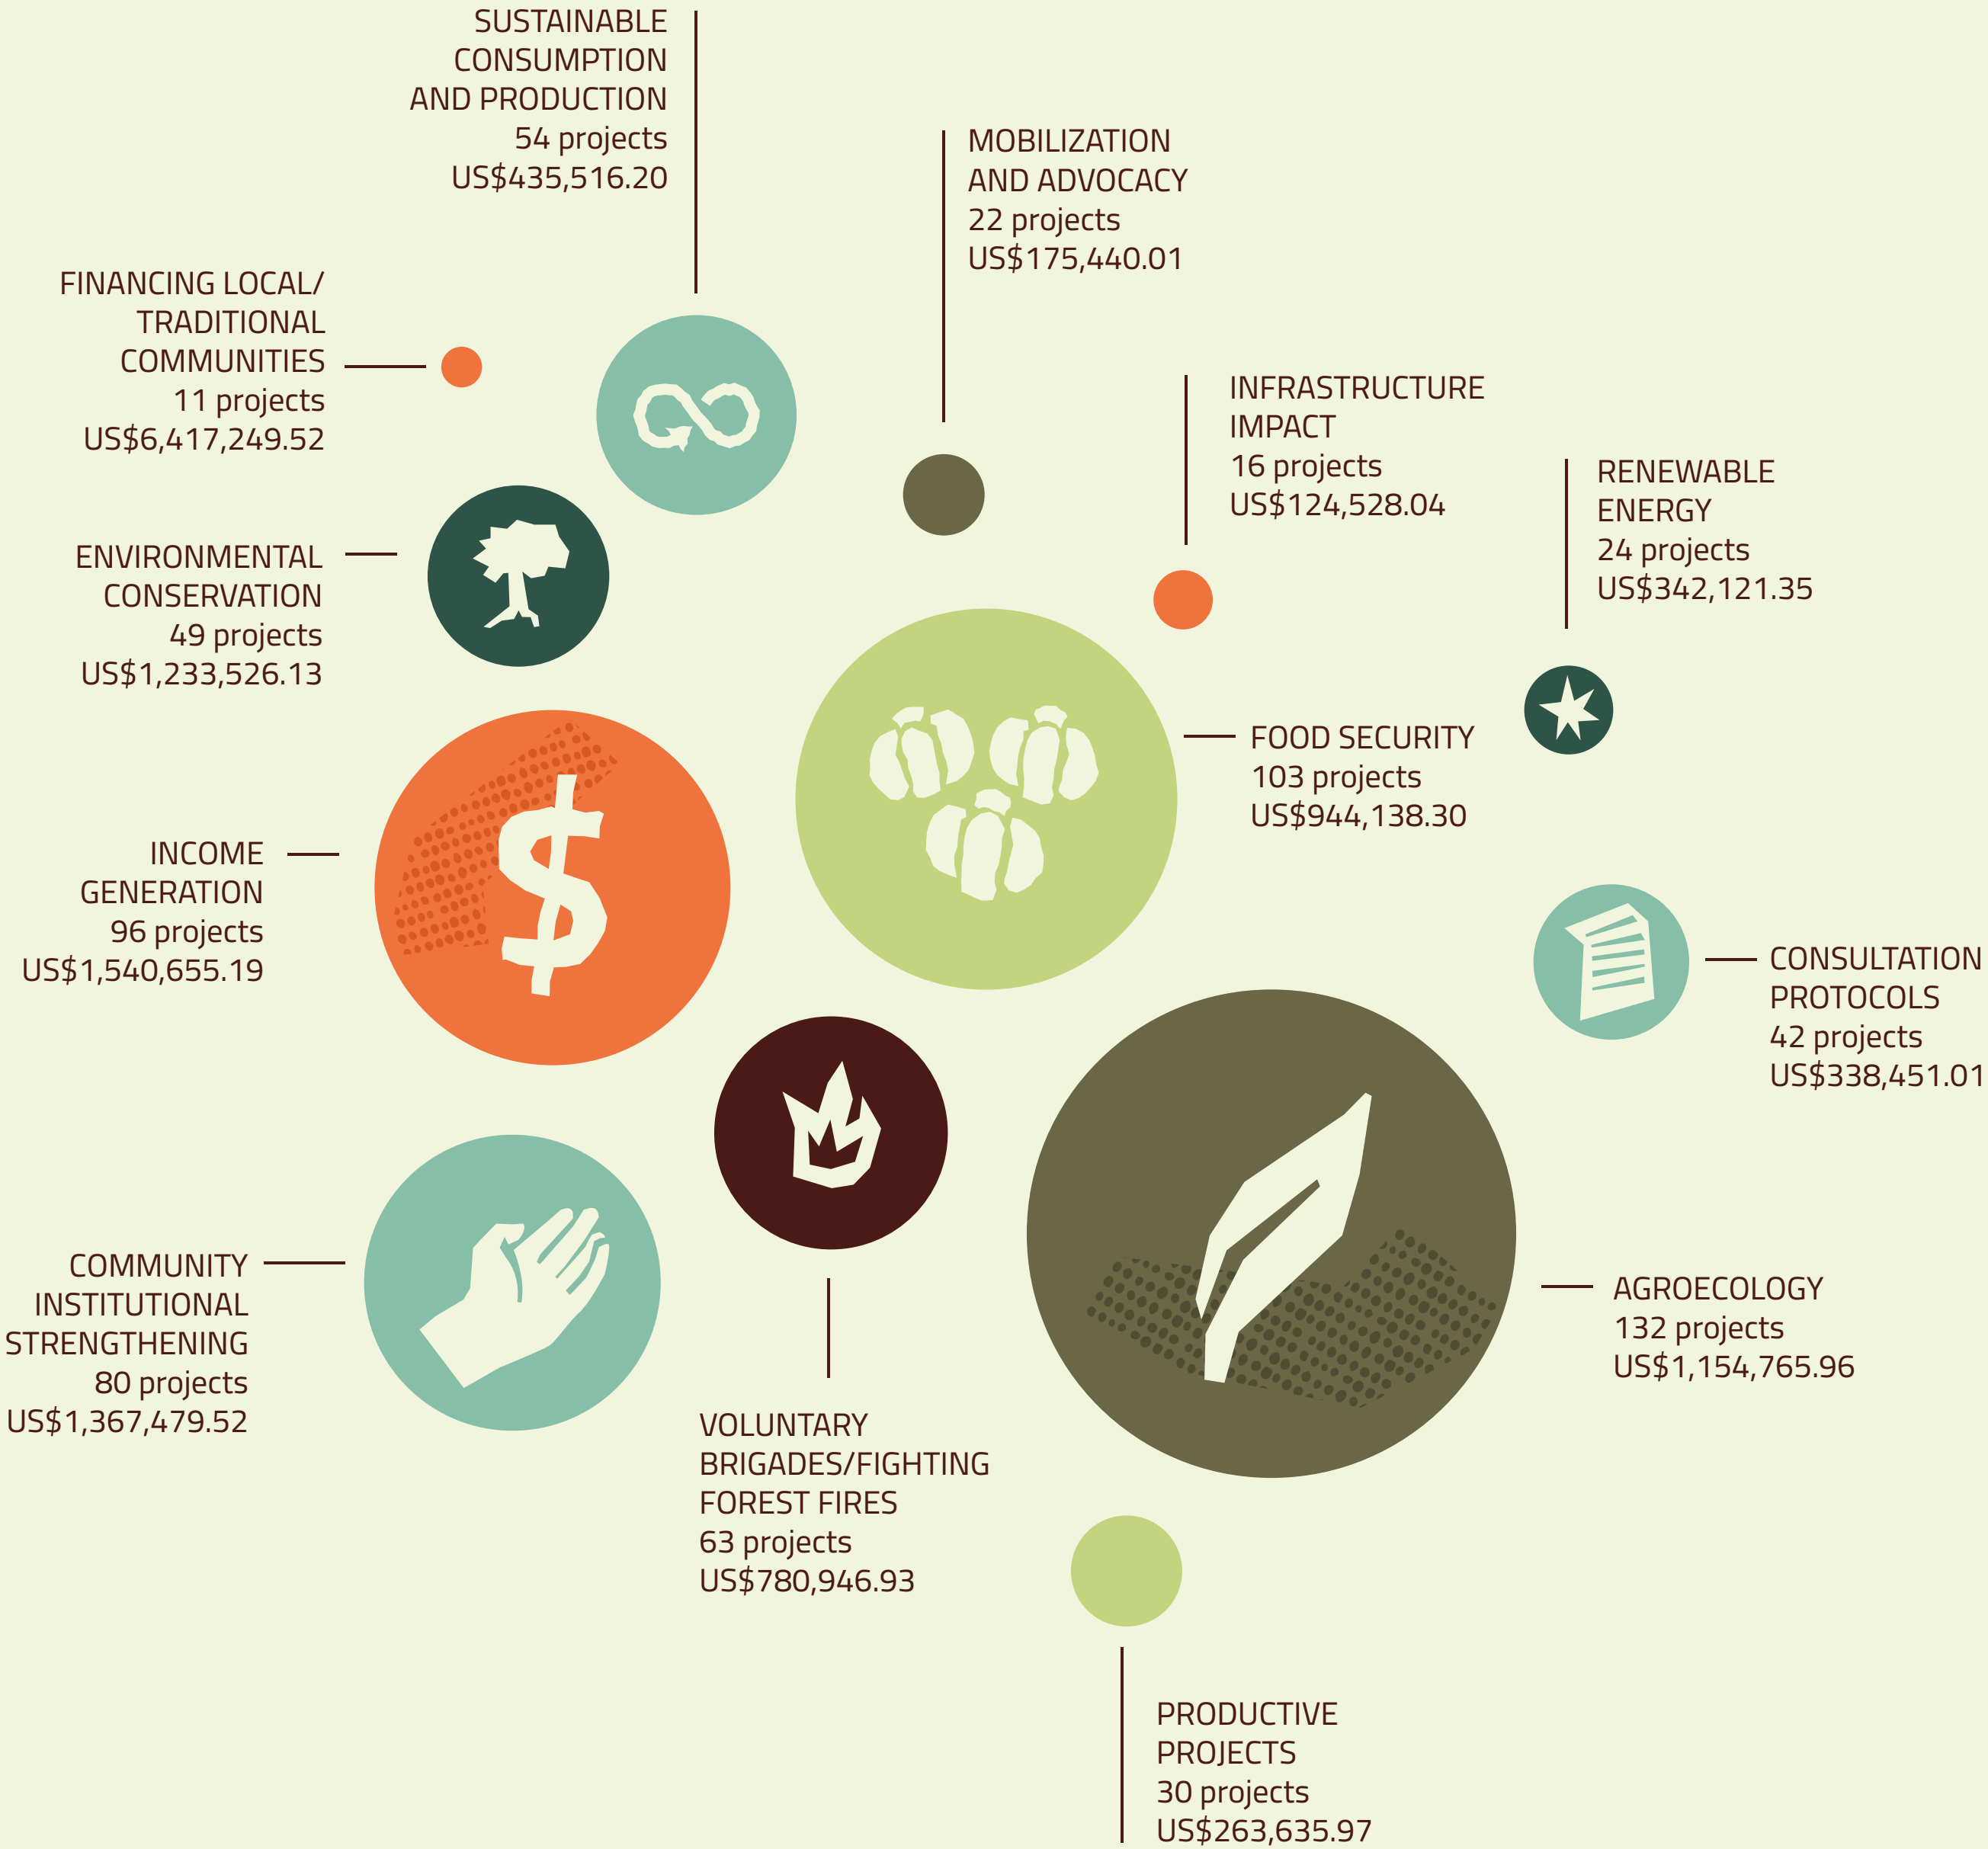 SUSTAINABLE
CONSUMPTION
AND PRODUCTION
54 projects
US$435,516.20
MOBILIZATION
AND ADVOCACY
22 projects
US$175,440.01
FINANCING LOCAL/
TRADITIONAL
COMMUNITIES
11 projects
US$6,417,249.52
INFRASTRUCTURE
IMPACT
16 projects
US$124,528.04
RENEWABLE
ENERGY
24 projects
US$342,121.35
ENVIRONMENTAL
CONSERVATION
49 projects
US$1,233,526.13
FOOD SECURITY
103 projects
US$944,138.30
INCOME
GENERATION
96 projects
US$1,540,655.19
CONSULTATION
PROTOCOLS
42 projects
US$338,451.01
COMMUNITY
INSTITUTIONAL
STRENGTHENING
80 projects
US$1,367,479.52
AGROECOLOGY
132 projects
US$1,154,765.96
VOLUNTARY
BRIGADES/FIGHTING
FOREST FIRES
63 projects
US$780,946.93
PRODUCTIVE
PROJECTS
30 projects
US$263,635.97